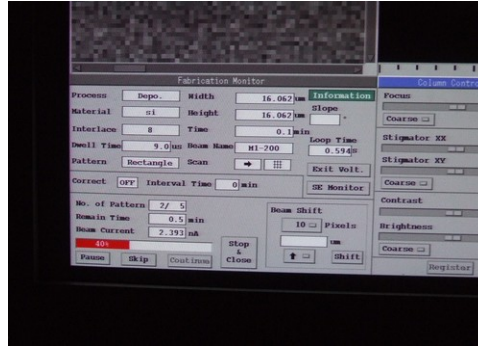 Fabrication Monitor
Column Contro
Process Depo. Width 16.062 um Information
Material si Height 16.062 um Slope
Interlace 8 Time 0.1 min °
Dwell Time 9.0 us Beam Name M1-200 Loop Time
0.594 s
Pattern Rectangle Scan → Exit Volt.
Correct OFF Interval Time 0 min SE Monitor
No. of Pattern 2/ 5
Remain Time 0.5 min
Beam Current 2.393 nA
40%
Stop
&
Close
Pause Skip Continue
Beam Shift
10 Pixels
um
↑ Shift
Focus
Coarse
Stigmator XX
Stigmator XY
Coarse
Contrast
Brightness
Coarse
Register